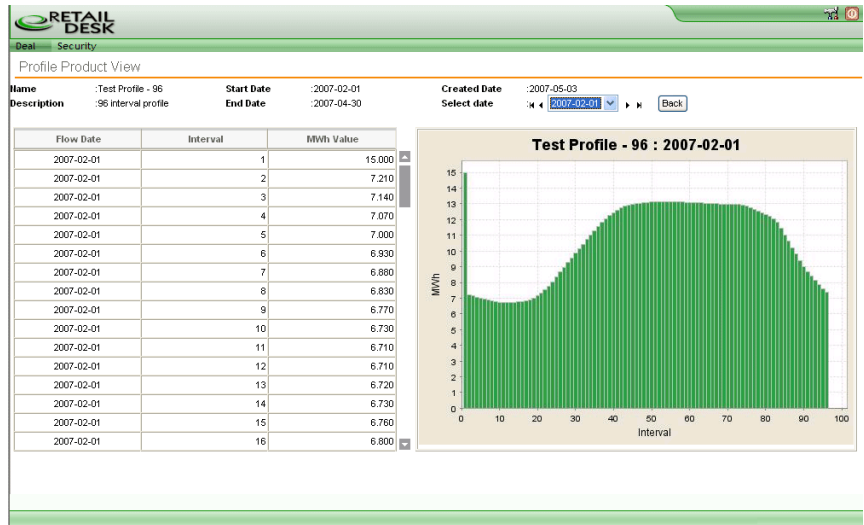 RETAIL
DESK
Deal Security
Profile Product View
Name :Test Profile - 96 Start Date :2007-02-01 Created Date :2007-05-03
Description :96 interval profile End Date :2007-04-30 Select date : 2007-02-01 Back
Flow Date Interval MWh Value
2007-02-01 1 15.000
2007-02-01 2 7.210
2007-02-01 3 7.140
2007-02-01 4 7.070
2007-02-01 5 7.000
2007-02-01 6 6.930
2007-02-01 7 6.880
2007-02-01 8 6.830
2007-02-01 9 6.770
2007-02-01 10 6.730
2007-02-01 11 6.710
2007-02-01 12 6.710
2007-02-01 13 6.720
2007-02-01 14 6.730
2007-02-01 15 6.760
2007-02-01 16 6.800
Test Profile - 96 : 2007-02-01
15
14
13
12
11
10
9
8
7
6
5
4
3
2
1
0
MWh
0 10 20 30 40 50 60 70 80 90 100
Interval